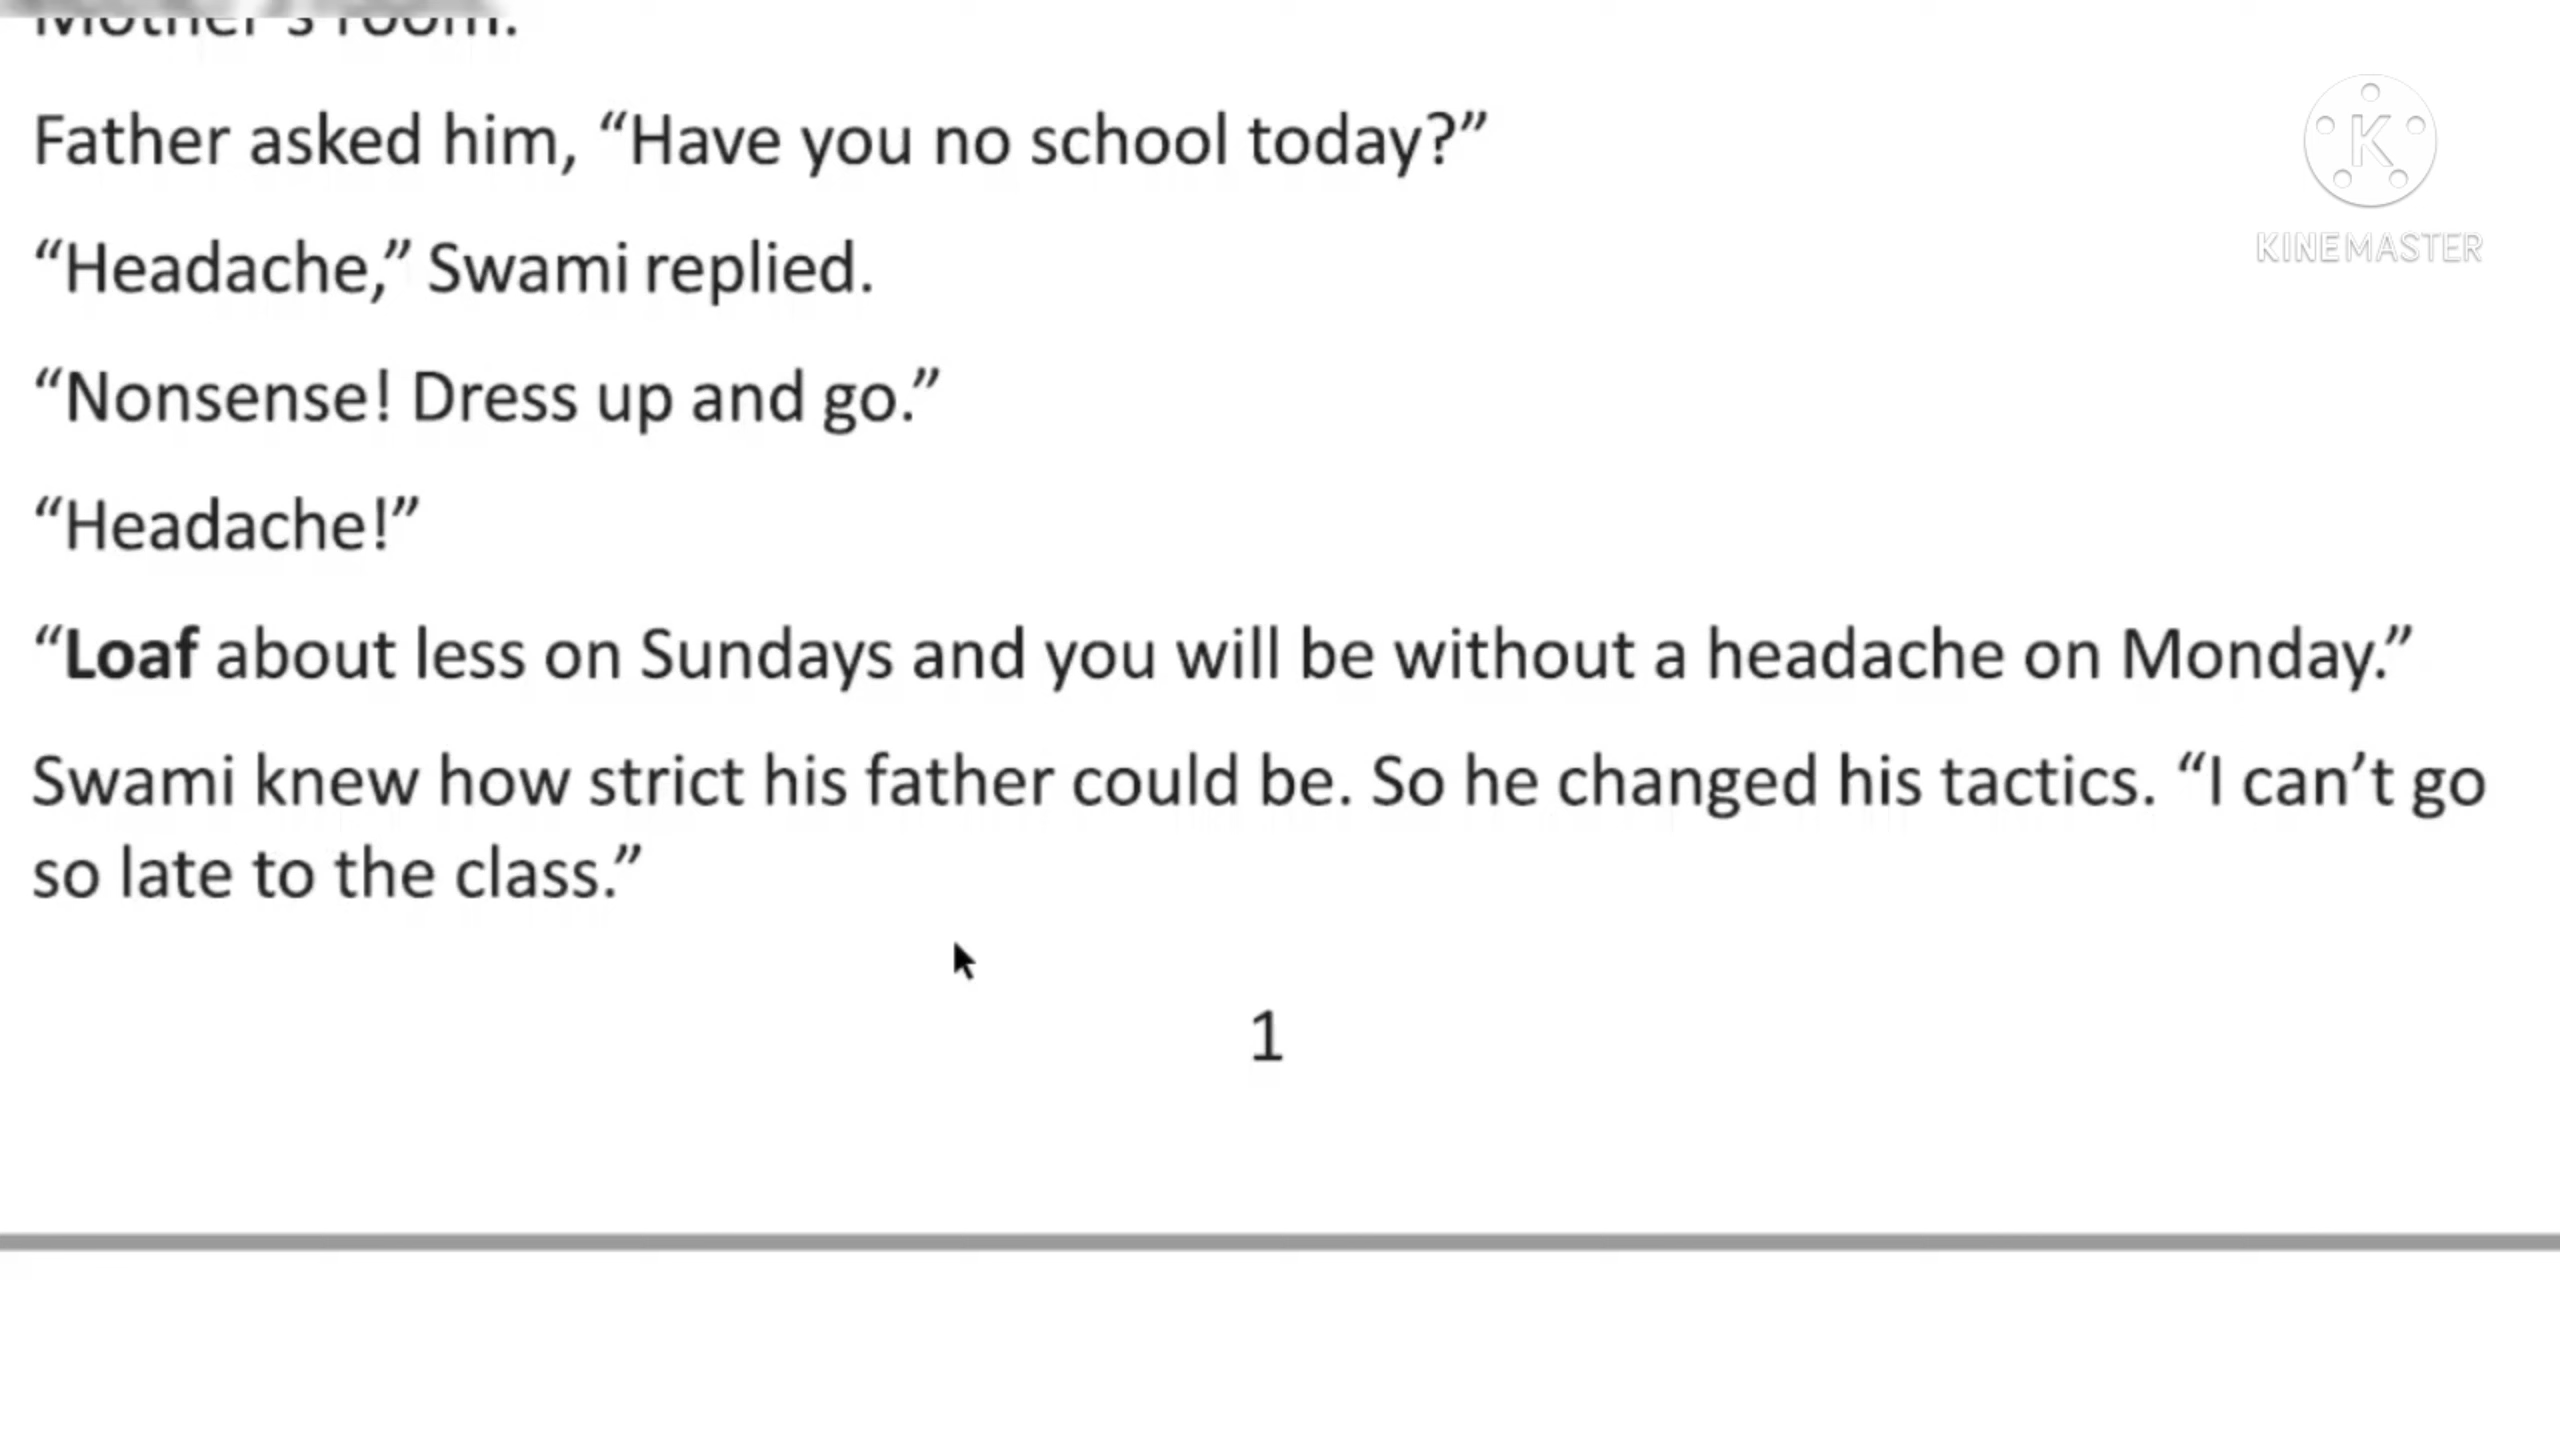 Mother's room.
Father asked him, “Have you no school today?”
“Headache,” Swami replied.
“Nonsense! Dress up and go.”
“Headache!”
“Loaf about less on Sundays and you will be without a headache on Monday.”
Swami knew how strict his father could be. So he changed his tactics. “I can’t go
so late to the class.”
1
K
KINEMASTER